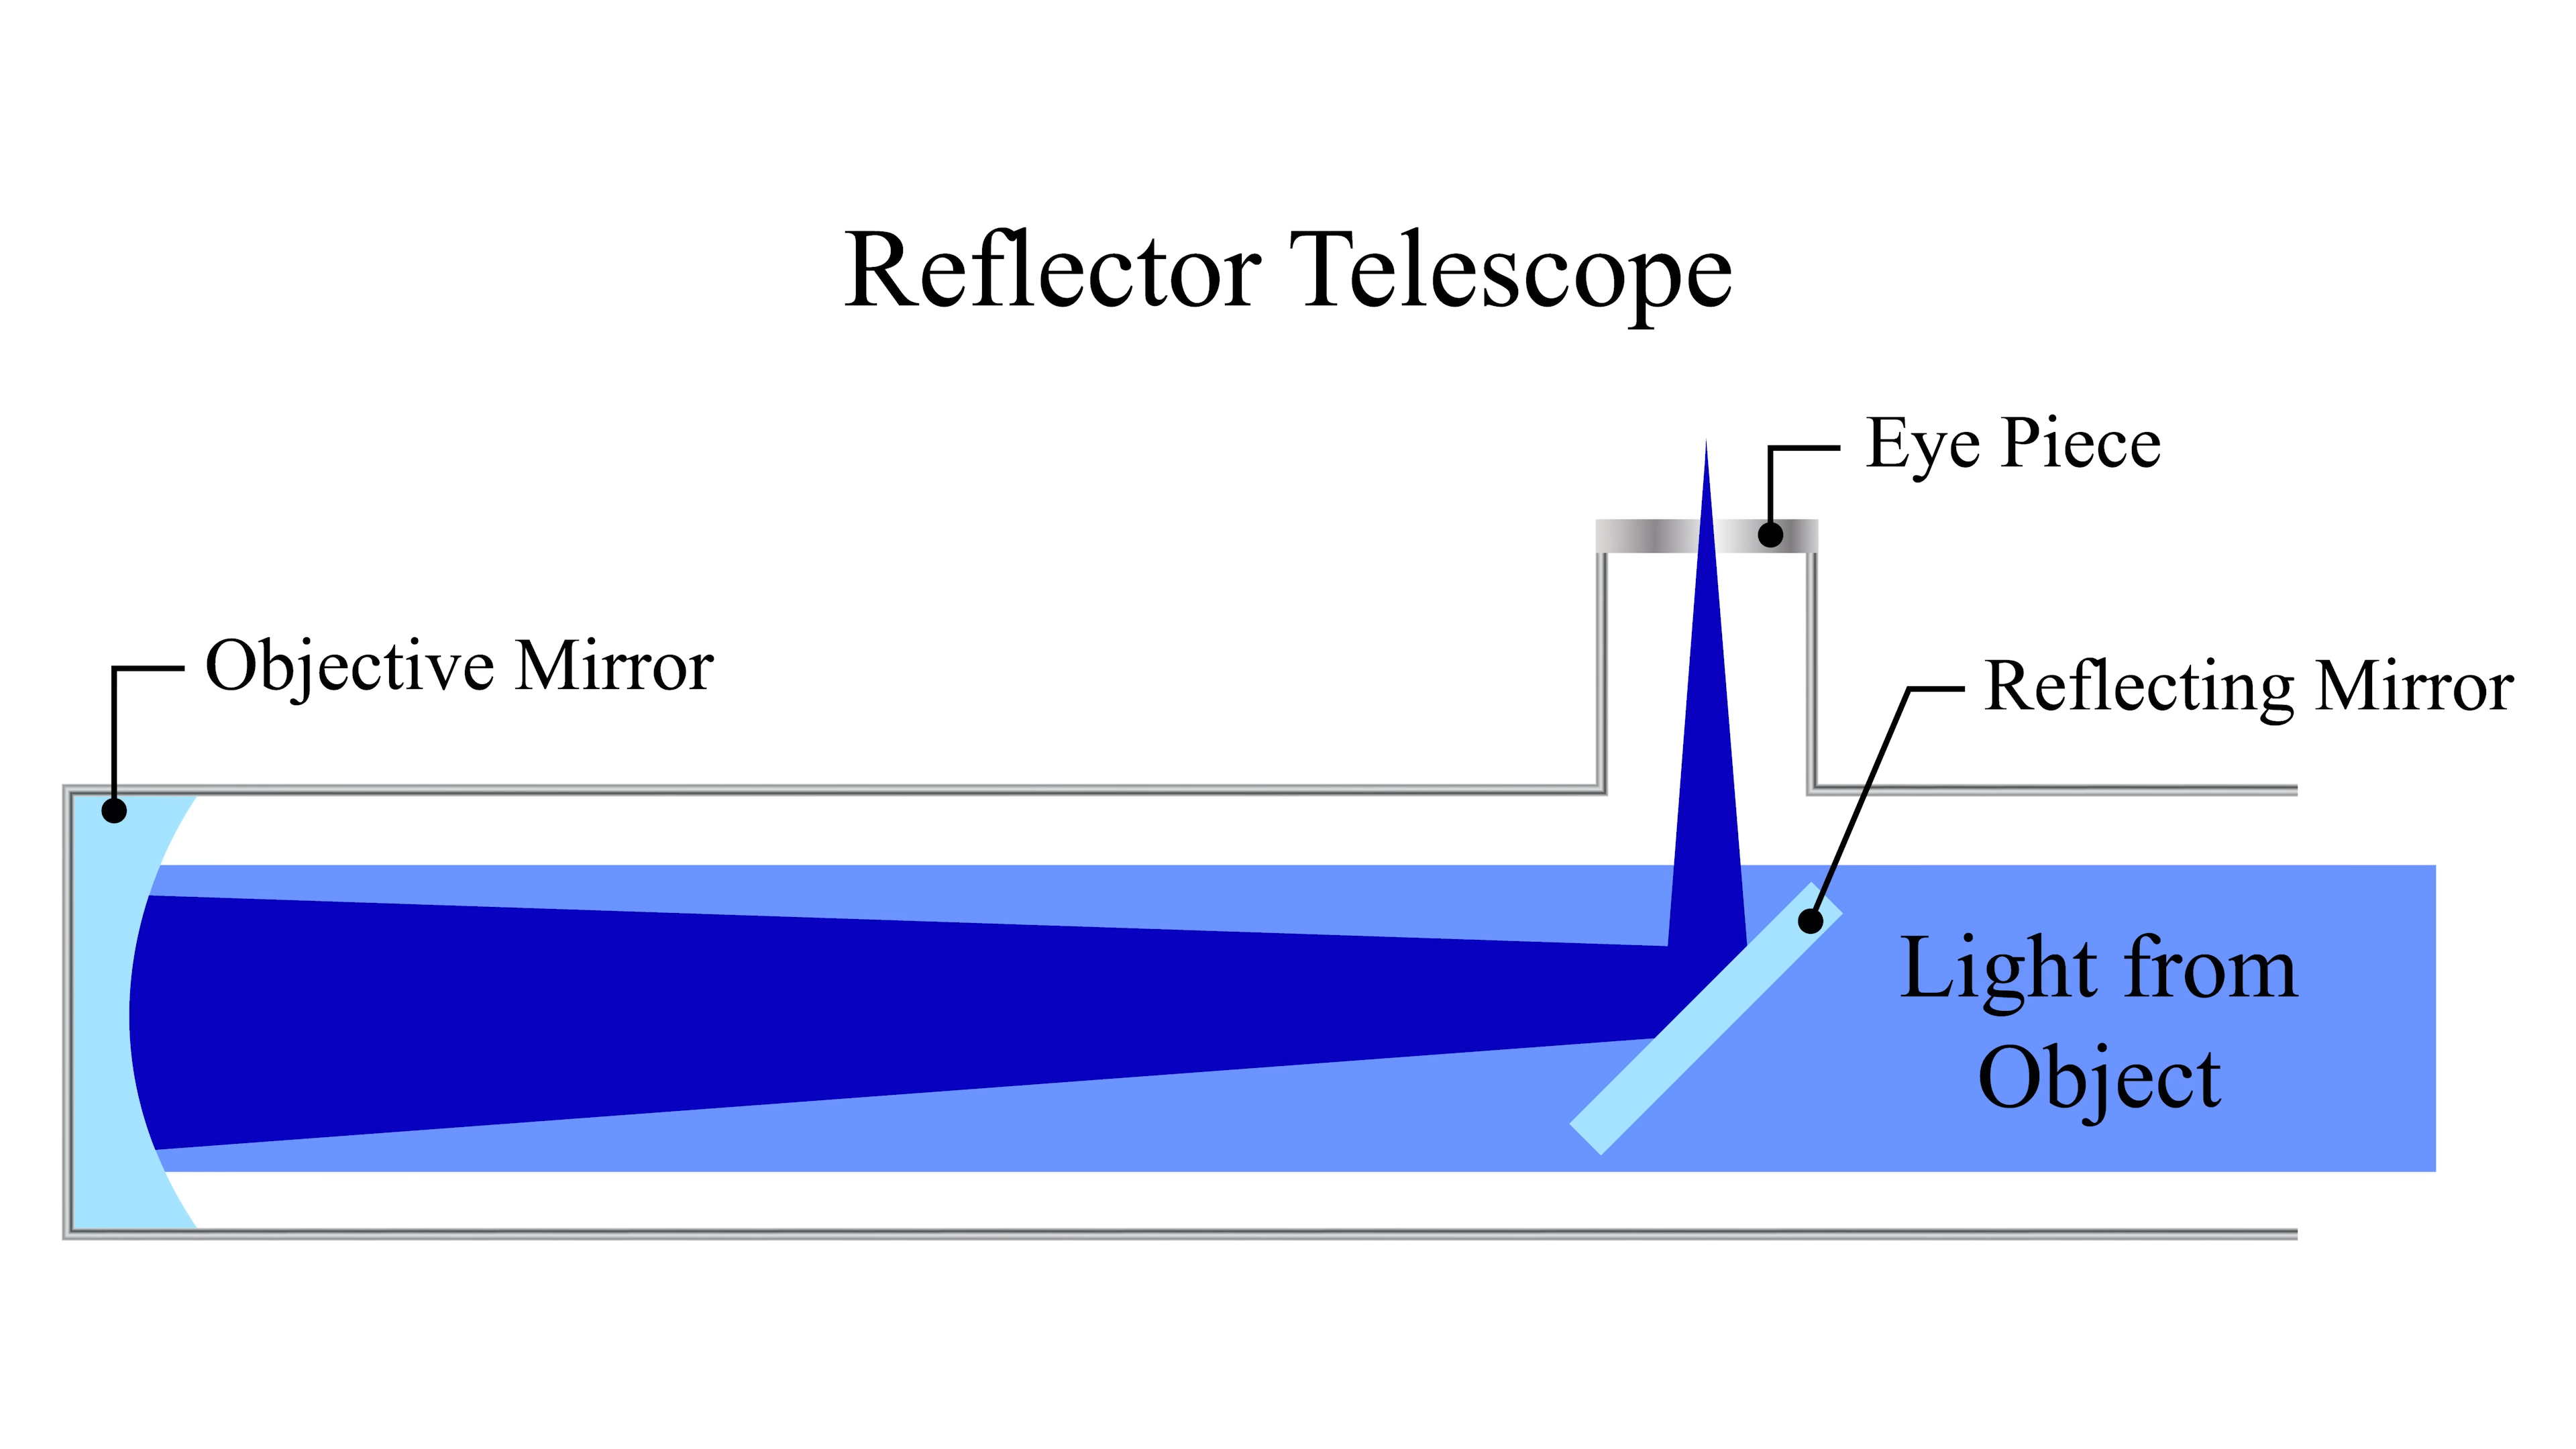 Reflector Telescope
Eye Piece
Objective Mirror
Reflecting Mirror
Light from
Object